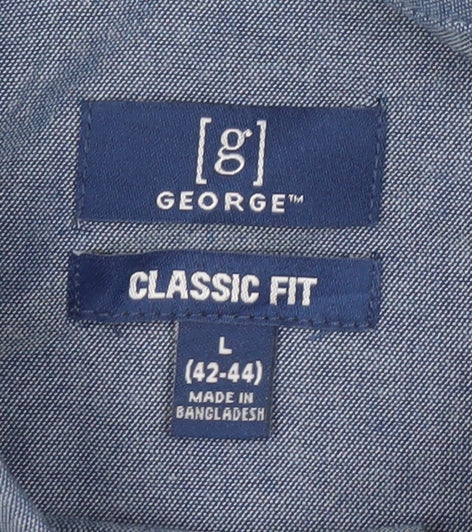 [g]
GEORGE™
CLASSIC FIT
L
(42-44)
MADE IN
BANGLADESH